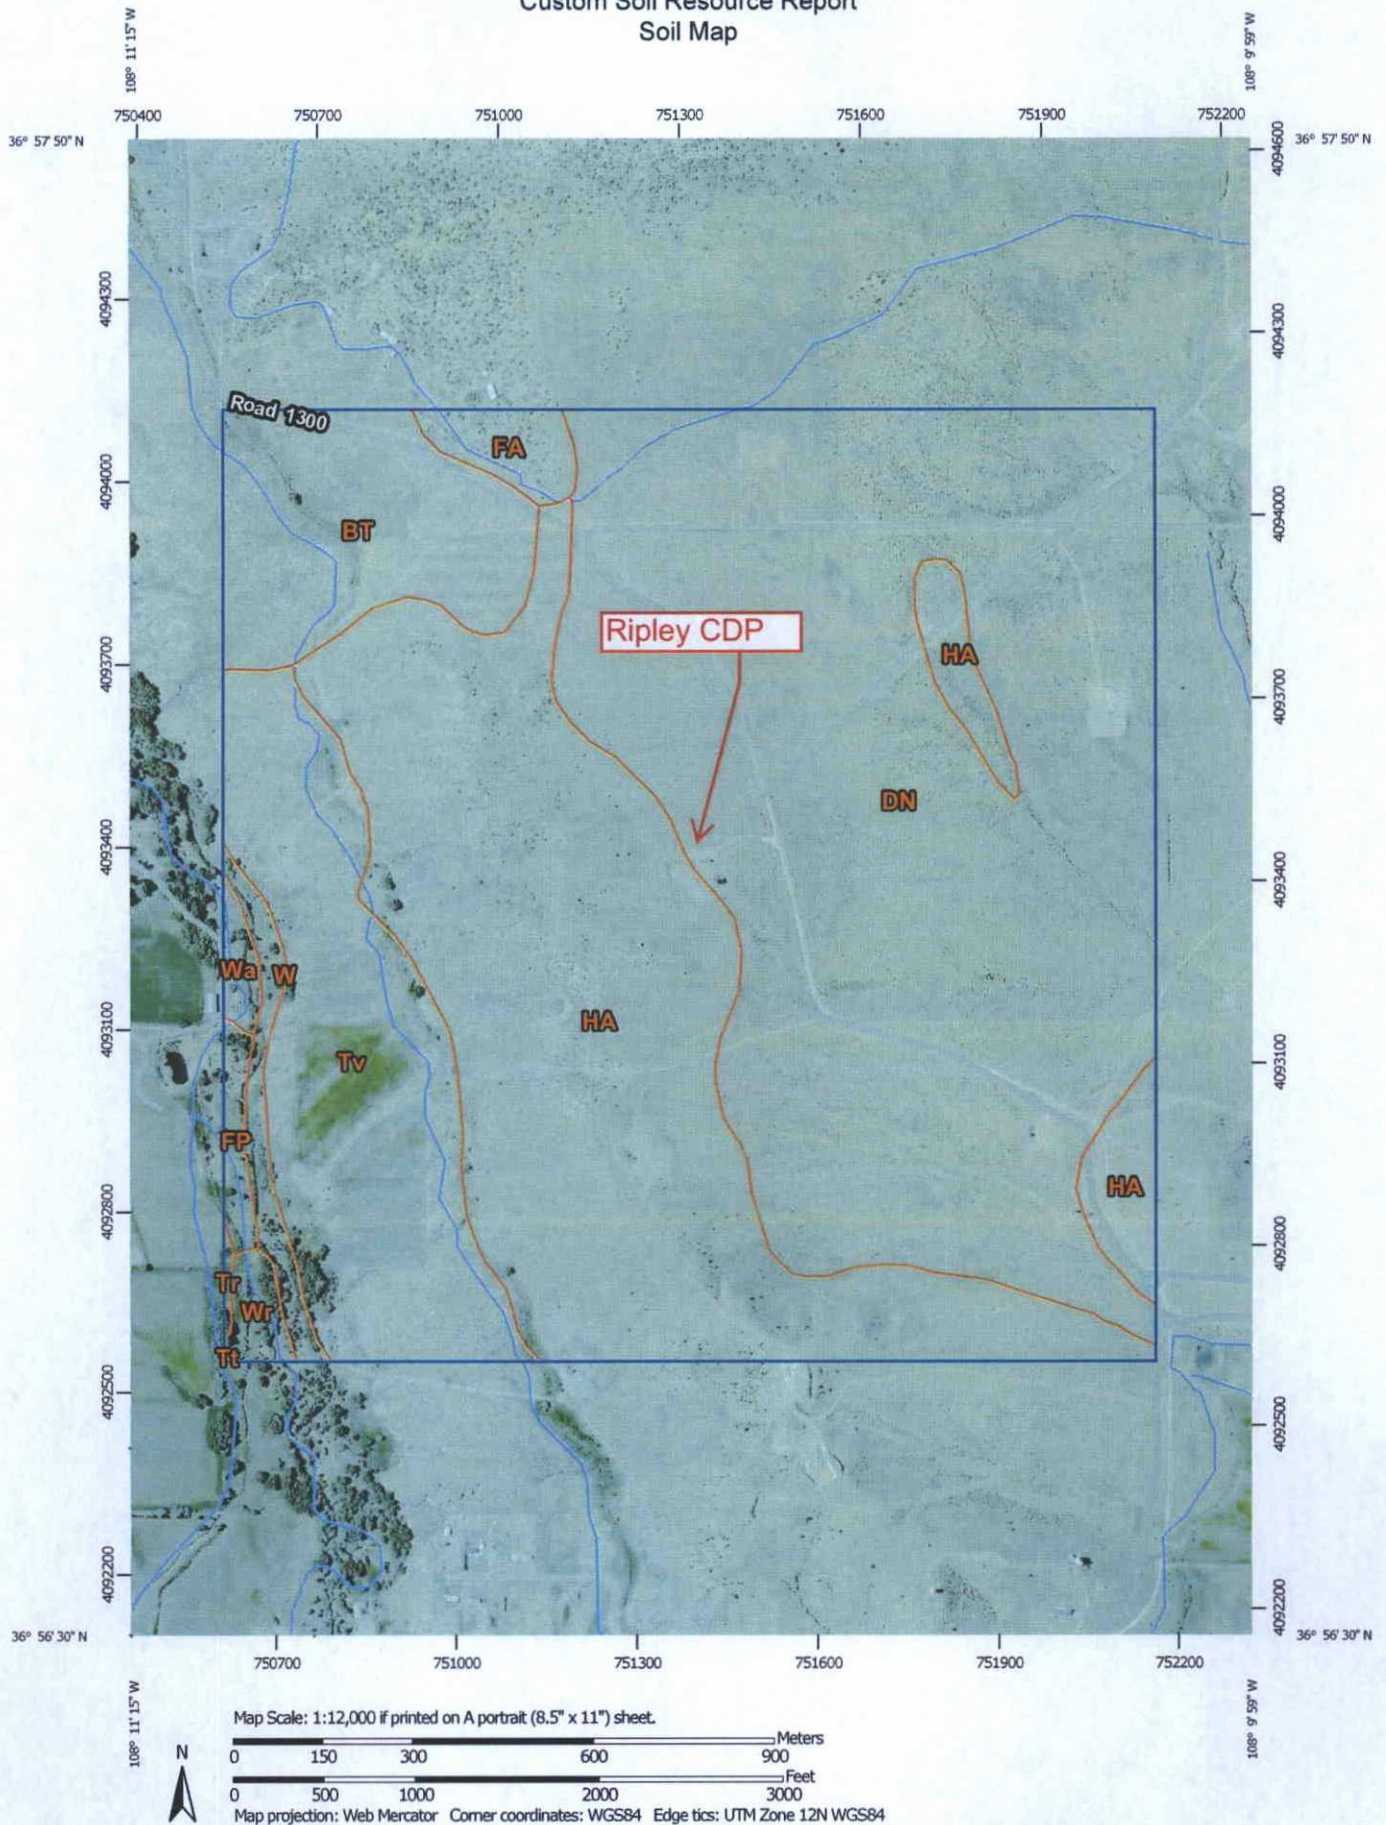 Custom Soil Resource Report
Soil Map
108° 11' 15" W
108° 9' 59" W
750400 750700 751000 751300 751600 751900 752200
36° 57' 50" N
36° 57' 50" N
4094600
4094300
4094300
Road 1300
FA
4094000
4094000
BT
Ripley CDP
HA
4093700
4093700
DN
4093400
4093400
Wa W
HA
4093100
4093100
Tv
FP
HA
4092800
4092800
Tr
Wr
Tt
4092500
4092500
4092200
4092200
36° 56' 30" N
36° 56' 30" N
750700 751000 751300 751600 751900 752200
108° 11' 15" W
108° 9' 59" W
Map Scale: 1:12,000 if printed on A portrait (8.5" x 11") sheet.
N
Meters
0 150 300 600 900
Feet
0 500 1000 2000 3000
Map projection: Web Mercator Corner coordinates: WGS84 Edge tics: UTM Zone 12N WGS84